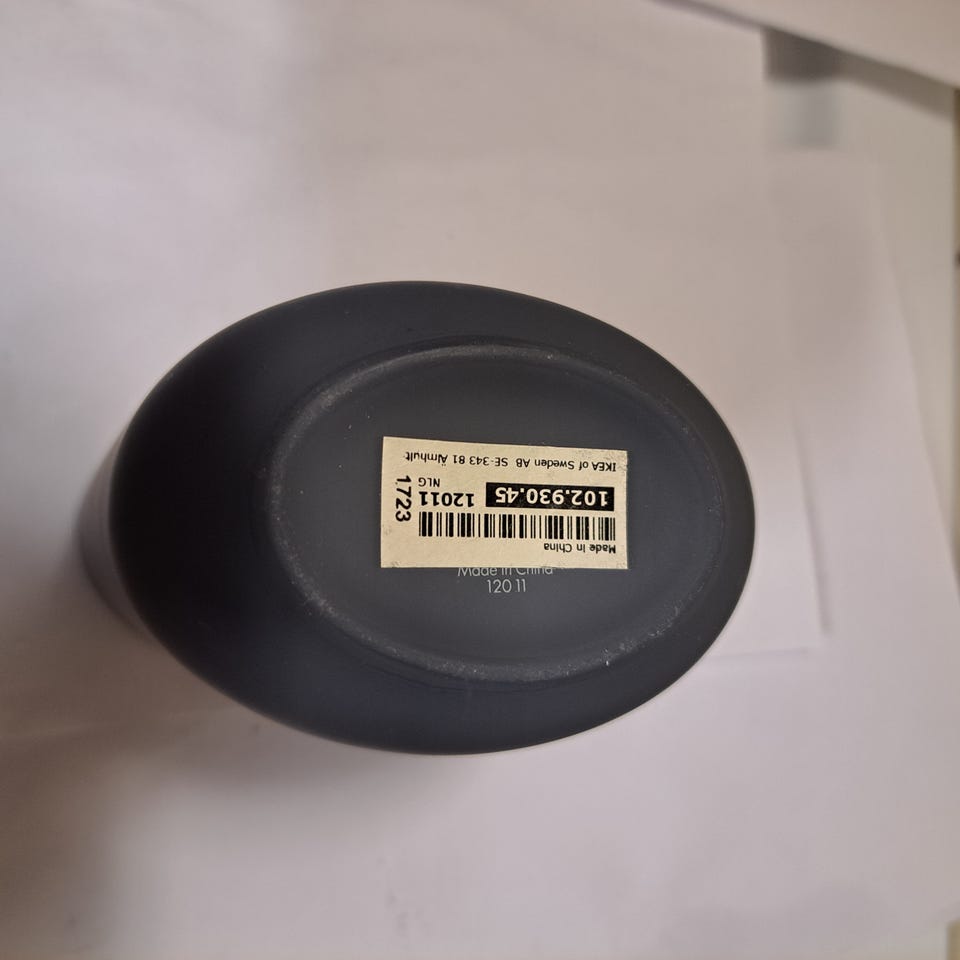 Made in China
102.930.45
12011
NLG
1723
IKEA of Sweden AB SE-343 81 Älmhult
Made in China
120 11